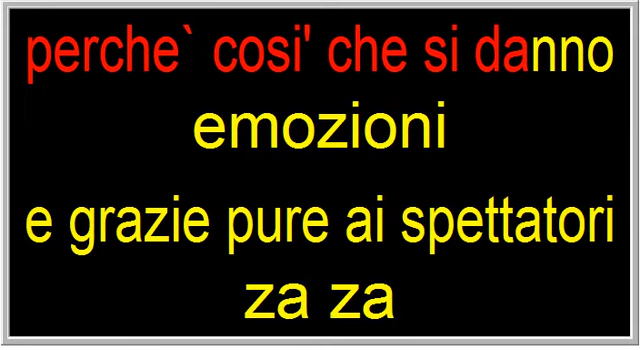 perche` cosi' che si danno
emozioni
e grazie pure ai spettatori
za za